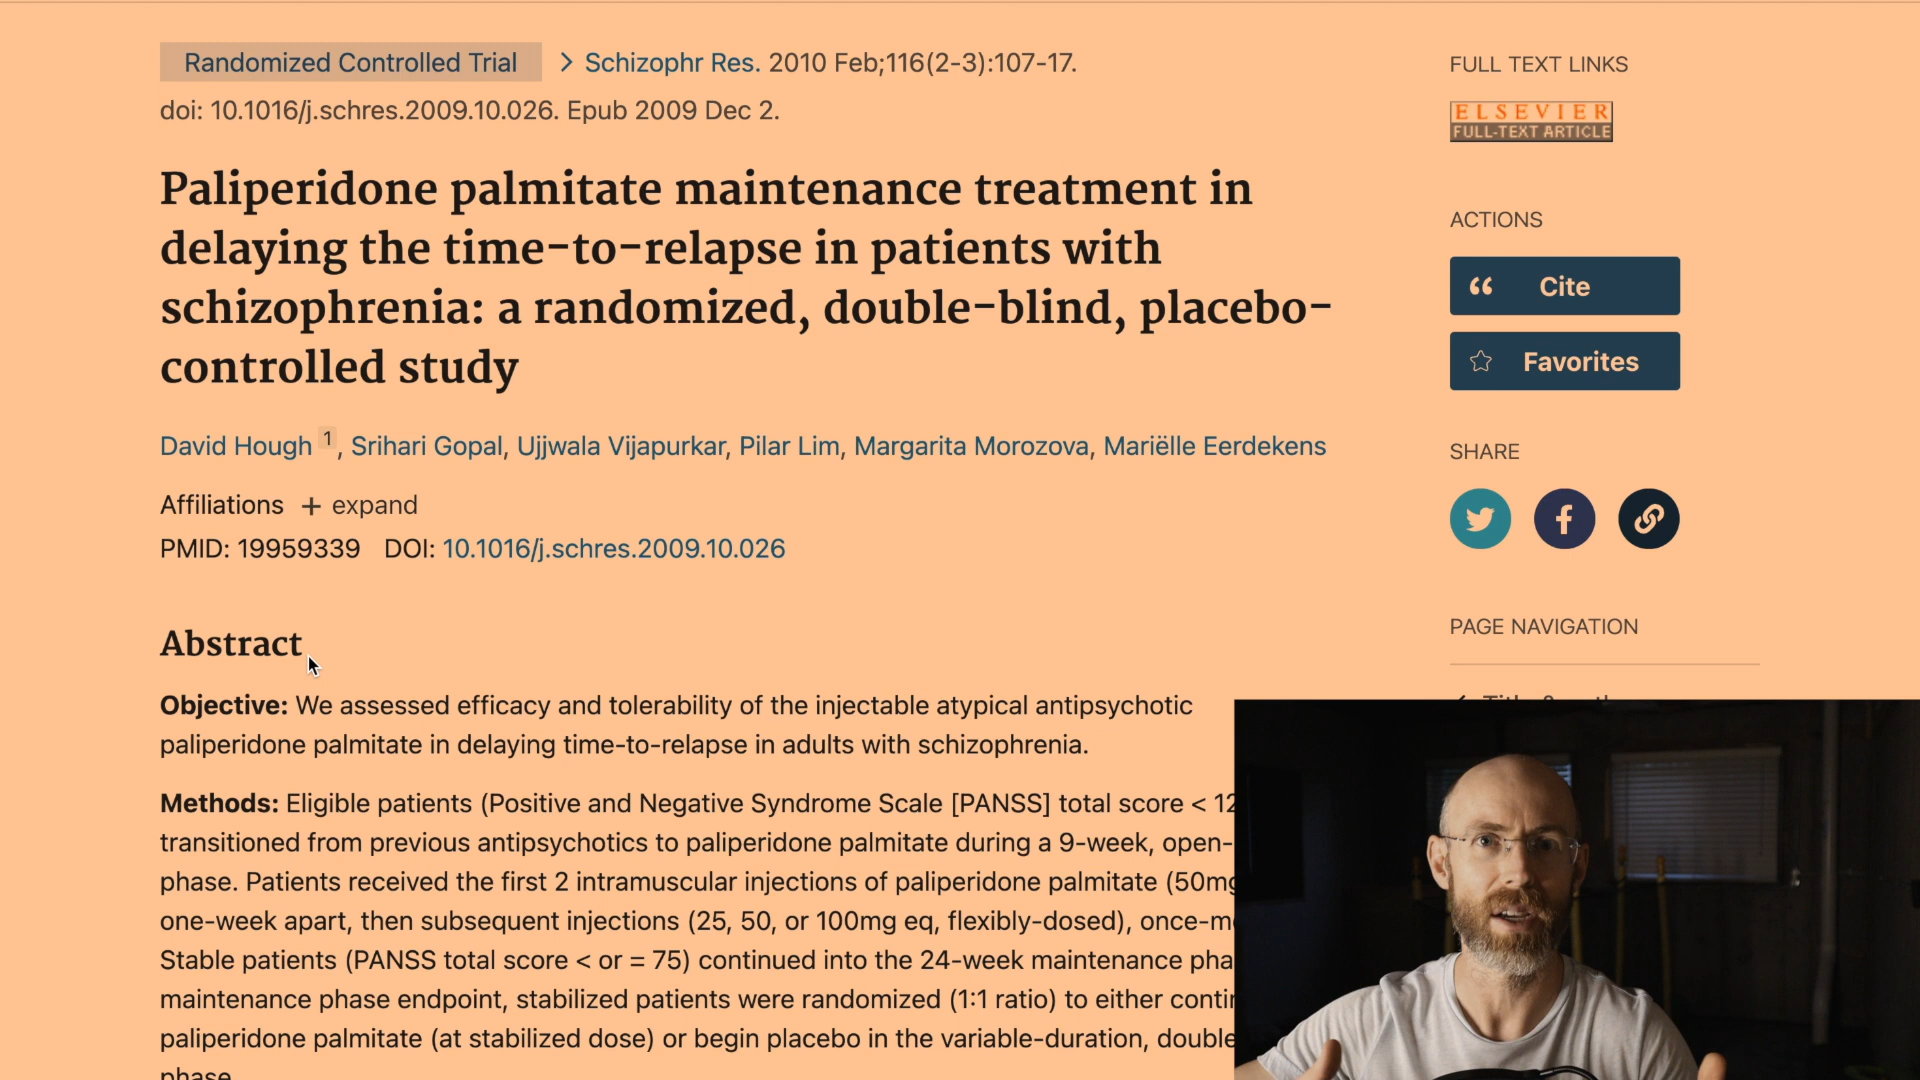 Randomized Controlled Trial > Schizophr Res. 2010 Feb;116(2-3):107-17.
doi: 10.1016/j.schres.2009.10.026. Epub 2009 Dec 2.
Paliperidone palmitate maintenance treatment in
delaying the time-to-relapse in patients with
schizophrenia: a randomized, double-blind, placebo-
controlled study
David Hough 1, Srihari Gopal, Ujjwala Vijapurkar, Pilar Lim, Margarita Morozova, Mariëlle Eerdekens
Affiliations + expand
PMID: 19959339 DOI: 10.1016/j.schres.2009.10.026
Abstract
Objective: We assessed efficacy and tolerability of the injectable atypical antipsychotic
paliperidone palmitate in delaying time-to-relapse in adults with schizophrenia.
Methods: Eligible patients (Positive and Negative Syndrome Scale [PANSS] total score < 12
transitioned from previous antipsychotics to paliperidone palmitate during a 9-week, open-
phase. Patients received the first 2 intramuscular injections of paliperidone palmitate (50mg
one-week apart, then subsequent injections (25, 50, or 100mg eq, flexibly-dosed), once-m
Stable patients (PANSS total score < or = 75) continued into the 24-week maintenance pha
maintenance phase endpoint, stabilized patients were randomized (1:1 ratio) to either contin
paliperidone palmitate (at stabilized dose) or begin placebo in the variable-duration, double
phase.
FULL TEXT LINKS
ELSEVIER
FULL-TEXT ARTICLE
ACTIONS
Cite
Favorites
SHARE
PAGE NAVIGATION